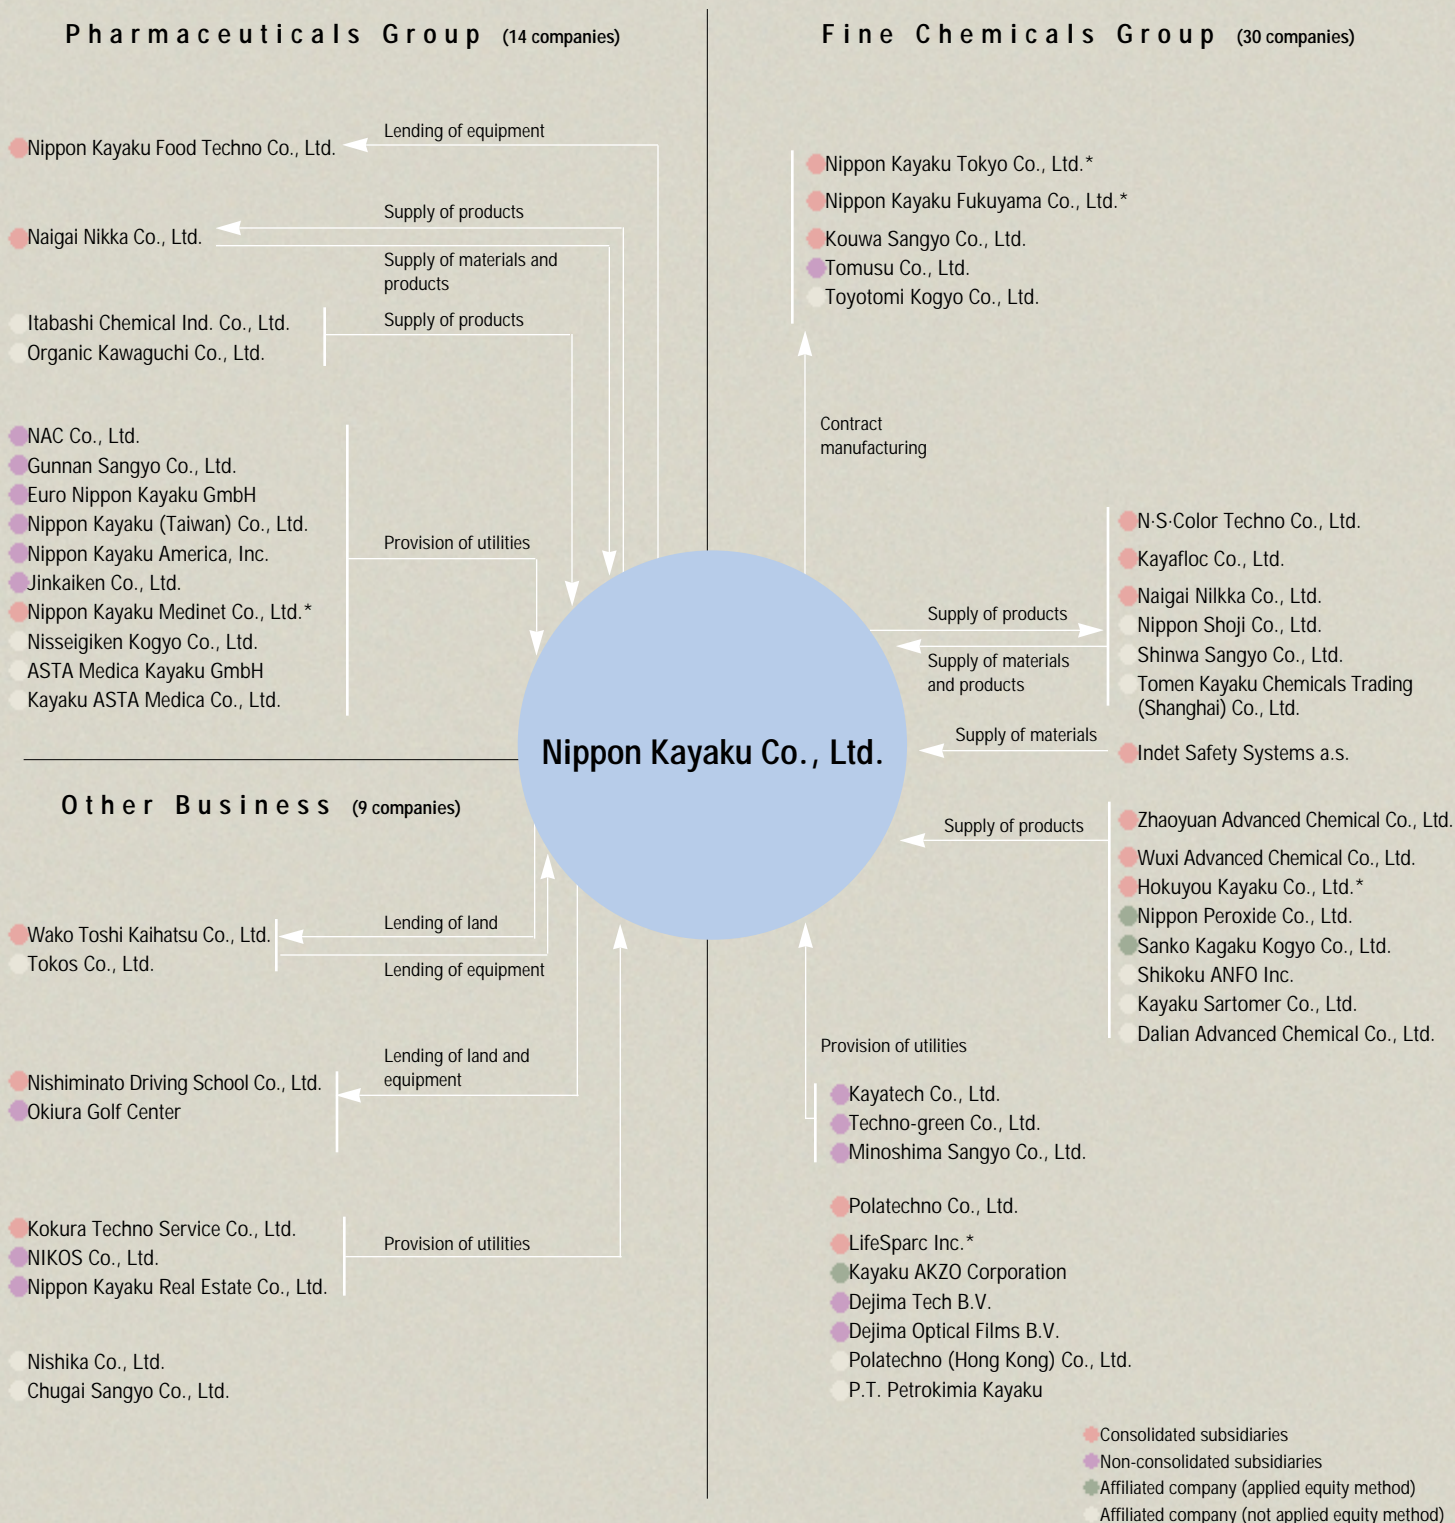 Pharmaceuticals Group (14 companies)
Nippon Kayaku Food Techno Co., Ltd.
Lending of equipment
Naigai Nikka Co., Ltd.
Supply of products
Supply of materials and
products
Itabashi Chemical Ind. Co., Ltd.
Organic Kawaguchi Co., Ltd.
Supply of products
NAC Co., Ltd.
Gunnan Sangyo Co., Ltd.
Euro Nippon Kayaku GmbH
Nippon Kayaku (Taiwan) Co., Ltd.
Nippon Kayaku America, Inc.
Jinkaiken Co., Ltd.
Nippon Kayaku Medinet Co., Ltd.*
Nisseigiken Kogyo Co., Ltd.
ASTA Medica Kayaku GmbH
Kayaku ASTA Medica Co., Ltd.
Provision of utilities
Fine Chemicals Group (30 companies)
Nippon Kayaku Tokyo Co., Ltd.*
Nippon Kayaku Fukuyama Co., Ltd.*
Kouwa Sangyo Co., Ltd.
Tomusu Co., Ltd.
Toyotomi Kogyo Co., Ltd.
Contract
manufacturing
N·S·Color Techno Co., Ltd.
Kayafloc Co., Ltd.
Naigai Nilkka Co., Ltd.
Nippon Shoji Co., Ltd.
Shinwa Sangyo Co., Ltd.
Tomen Kayaku Chemicals Trading
(Shanghai) Co., Ltd.
Supply of products
Supply of materials
and products
Supply of materials
Indet Safety Systems a.s.
Nippon Kayaku Co., Ltd.
Supply of products
Zhaoyuan Advanced Chemical Co., Ltd.
Wuxi Advanced Chemical Co., Ltd.
Hokuyou Kayaku Co., Ltd.*
Nippon Peroxide Co., Ltd.
Sanko Kagaku Kogyo Co., Ltd.
Shikoku ANFO Inc.
Kayaku Sartomer Co., Ltd.
Dalian Advanced Chemical Co., Ltd.
Provision of utilities
Kayatech Co., Ltd.
Techno-green Co., Ltd.
Minoshima Sangyo Co., Ltd.
Polatechno Co., Ltd.
LifeSparc Inc.*
Kayaku AKZO Corporation
Dejima Tech B.V.
Dejima Optical Films B.V.
Polatechno (Hong Kong) Co., Ltd.
P.T. Petrokimia Kayaku
Other Business (9 companies)
Wako Toshi Kaihatsu Co., Ltd.
Tokos Co., Ltd.
Lending of land
Lending of equipment
Nishiminato Driving School Co., Ltd.
Okiura Golf Center
Lending of land and
equipment
Kokura Techno Service Co., Ltd.
NIKOS Co., Ltd.
Nippon Kayaku Real Estate Co., Ltd.
Provision of utilities
Nishika Co., Ltd.
Chugai Sangyo Co., Ltd.
Consolidated subsidiaries
Non-consolidated subsidiaries
Affiliated company (applied equity method)
Affiliated company (not applied equity method)